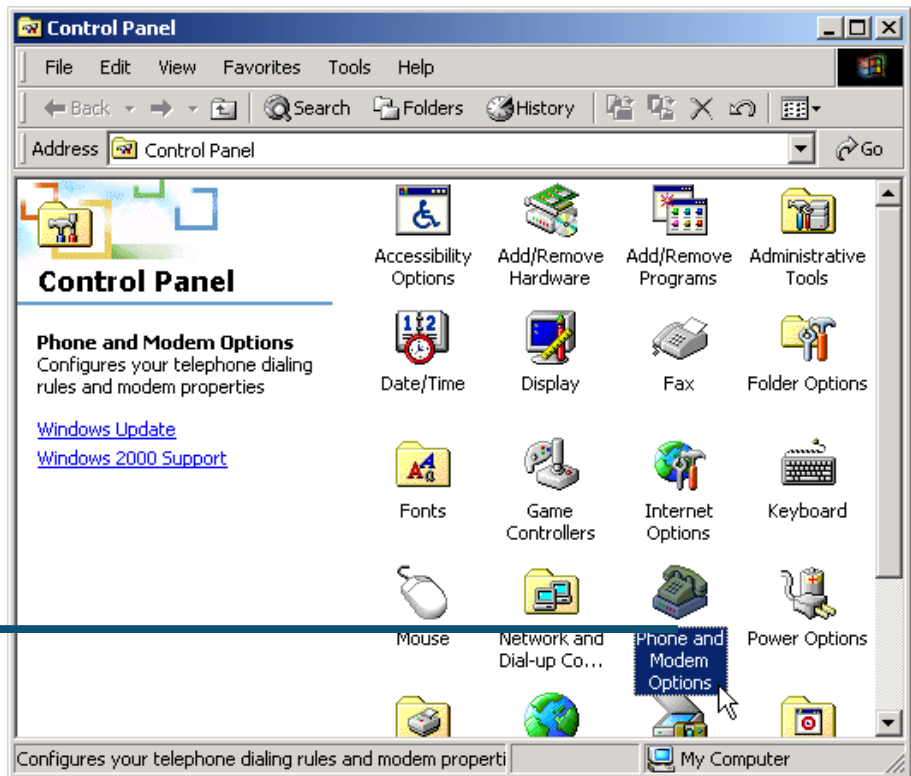 Control Panel
File Edit View Favorites Tools Help
Back Search Folders History
Address Control Panel Go
Control Panel
Phone and Modem Options
Configures your telephone dialing
rules and modem properties
Windows Update
Windows 2000 Support
Accessibility
Options
Add/Remove
Hardware
Add/Remove
Programs
Administrative
Tools
Date/Time
Display
Fax
Folder Options
Fonts
Game
Controllers
Internet
Options
Keyboard
Mouse
Network and
Dial-up Co...
Phone and
Modem
Options
Power Options
Configures your telephone dialing rules and modem properti
My Computer